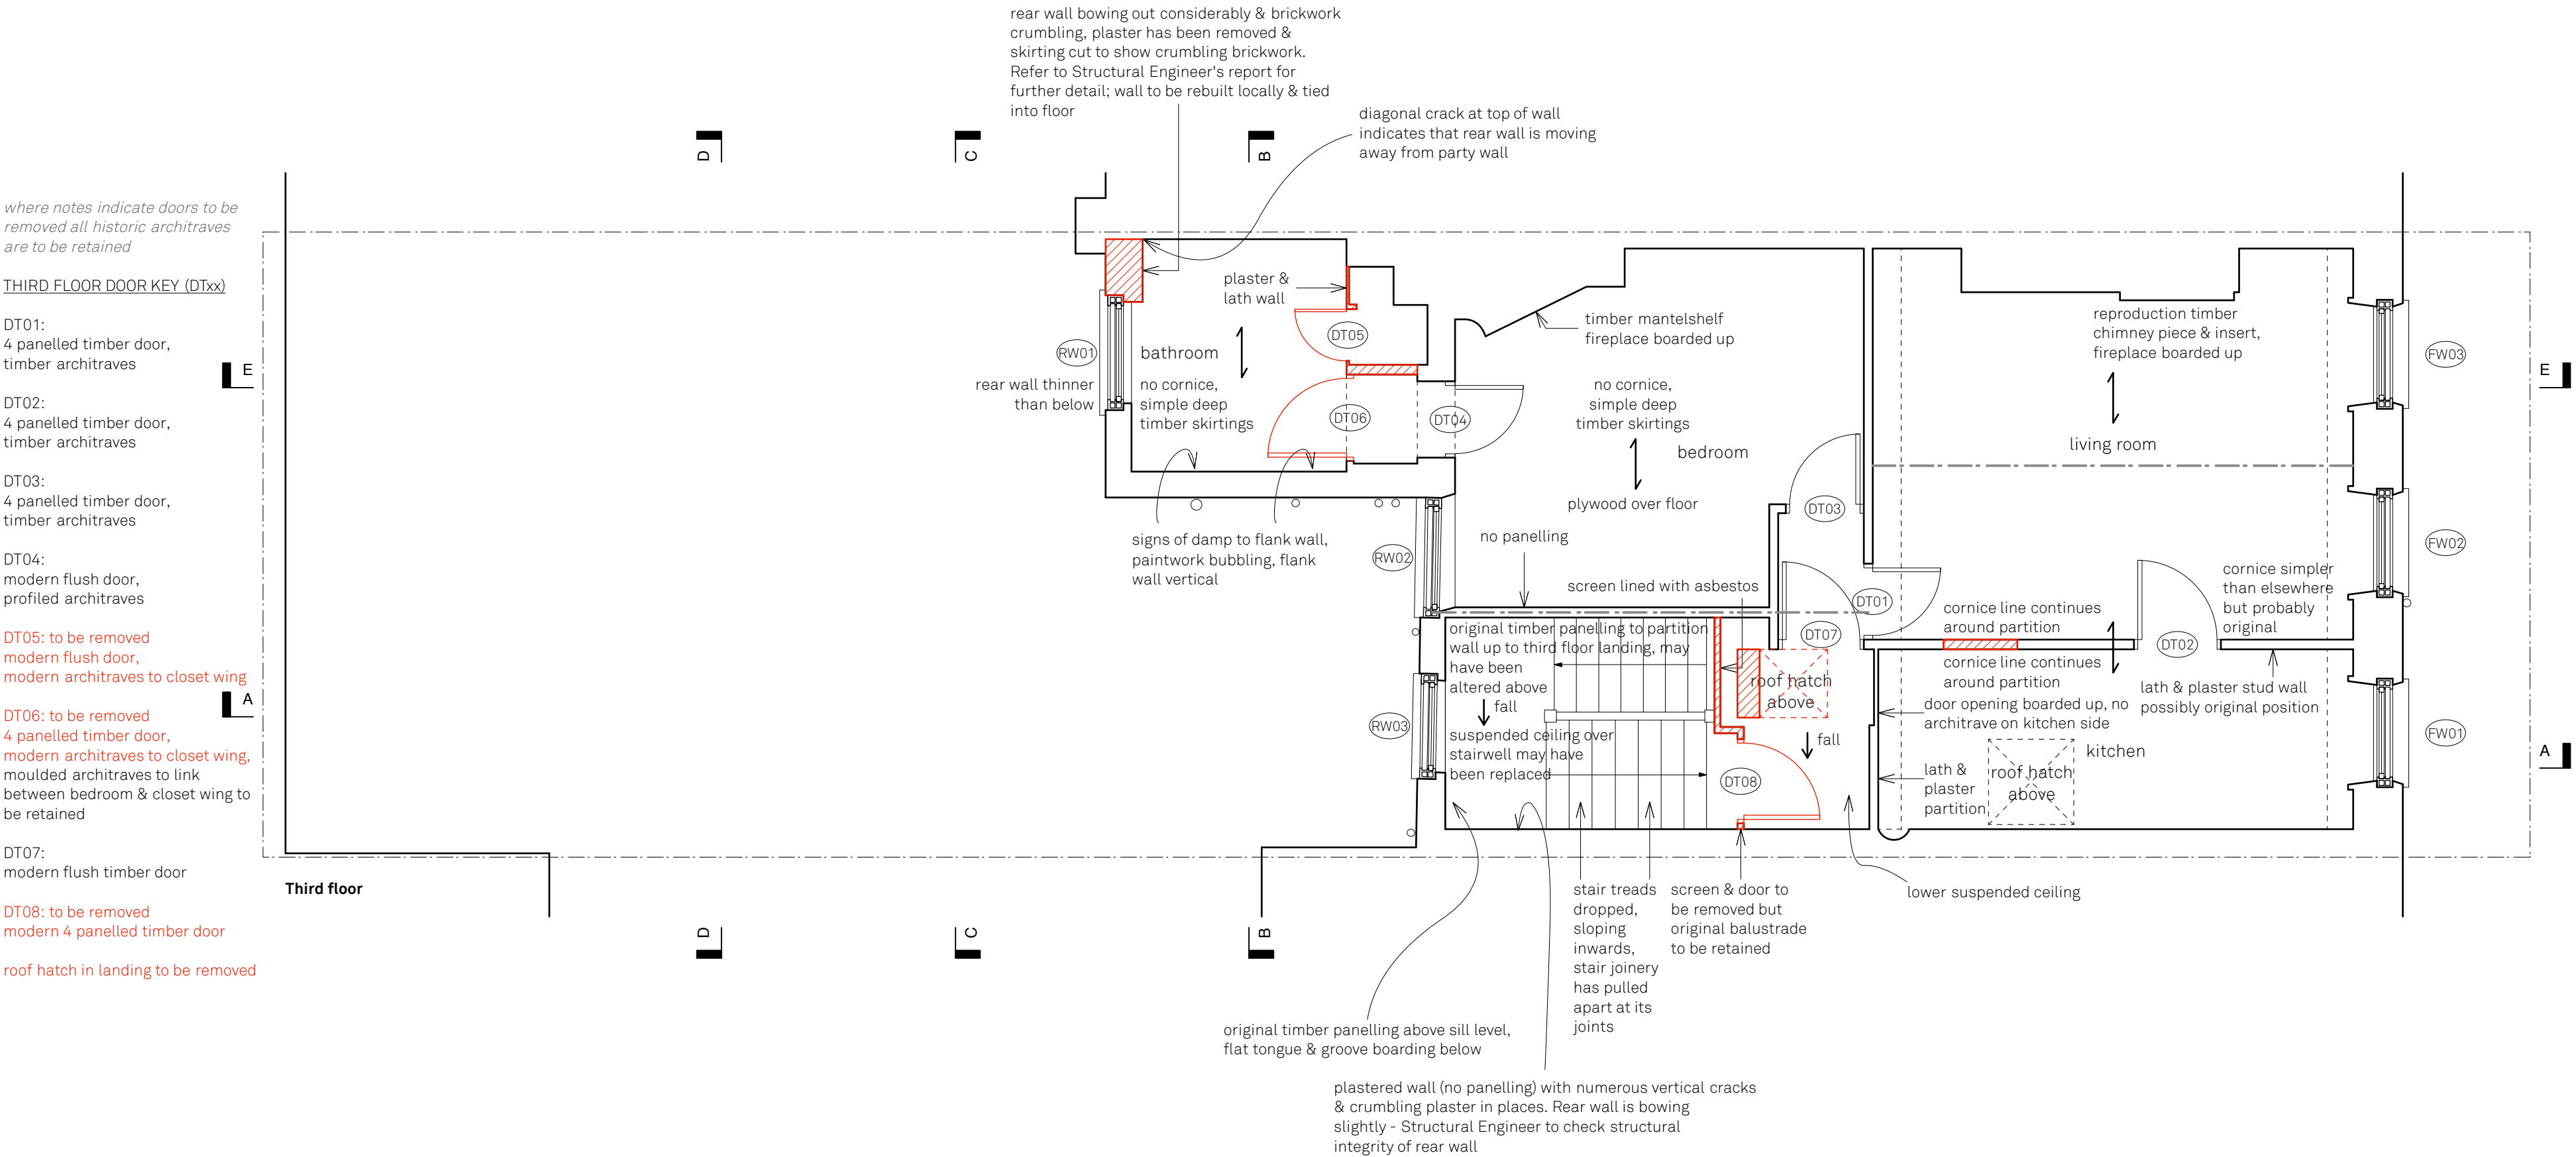 rear wall bowing out considerably & brickwork
crumbling, plaster has been removed &
skirting cut to show crumbling brickwork.
Refer to Structural Engineer's report for
further detail; wall to be rebuilt locally & tied
into floor
diagonal crack at top of wall
indicates that rear wall is moving
away from party wall
D
C
B
where notes indicate doors to be
removed all historic architraves
are to be retained
THIRD FLOOR DOOR KEY (DTxx)
DT01:
4 panelled timber door,
timber architraves
DT02:
4 panelled timber door,
timber architraves
DT03:
4 panelled timber door,
timber architraves
DT04:
modern flush door,
profiled architraves
DT05: to be removed
modern flush door,
modern architraves to closet wing
DT06: to be removed
4 panelled timber door,
modern architraves to closet wing,
moulded architraves to link
between bedroom & closet wing to
be retained
DT07:
modern flush timber door
DT08: to be removed
modern 4 panelled timber door
roof hatch in landing to be removed
E
A
Third floor
plaster &
lath wall
DT05
RW01
bathroom
rear wall thinner
than below
no cornice,
simple deep
timber skirtings
DT06
DT04
timber mantelshelf
fireplace boarded up
no cornice,
simple deep
timber skirtings
bedroom
plywood over floor
reproduction timber
chimney piece & insert,
fireplace boarded up
living room
FW03
E
DT03
FW02
signs of damp to flank wall,
paintwork bubbling, flank
wall vertical
no panelling
RW02
screen lined with asbestos
DT01
DT07
cornice line continues
around partition
cornice simpler
than elsewhere
but probably
original
DT02
original timber panelling to partition
wall up to third floor landing, may
have been
altered above
fall
RW03
suspended ceiling over
stairwell may have
been replaced
roof hatch
above
fall
DT08
cornice line continues
around partition
door opening boarded up, no
architrave on kitchen side
lath & plaster stud wall
possibly original position
kitchen
lath &
plaster
partition
roof hatch
above
FW01
A
stair treads
dropped,
sloping
inwards,
stair joinery
has pulled
apart at its
joints
screen & door to
be removed but
original balustrade
to be retained
lower suspended ceiling
D
C
B
original timber panelling above sill level,
flat tongue & groove boarding below
plastered wall (no panelling) with numerous vertical cracks
& crumbling plaster in places. Rear wall is bowing
slightly - Structural Engineer to check structural
integrity of rear wall